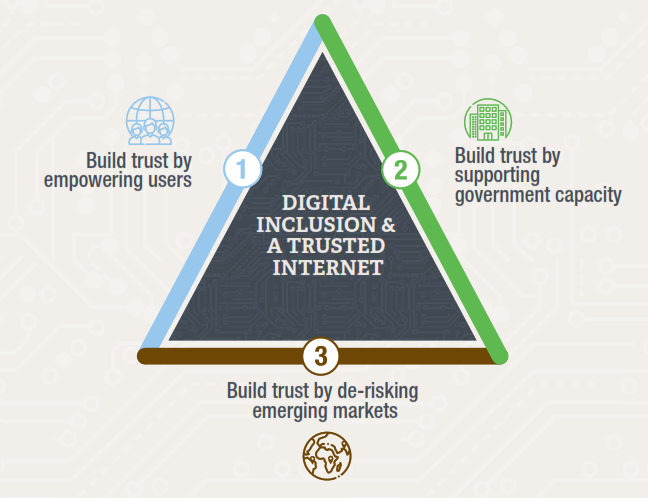 1
Build trust by
empowering users
2
Build trust by
supporting
government capacity
DIGITAL
INCLUSION &
A TRUSTED
INTERNET
3
Build trust by de-risking
emerging markets